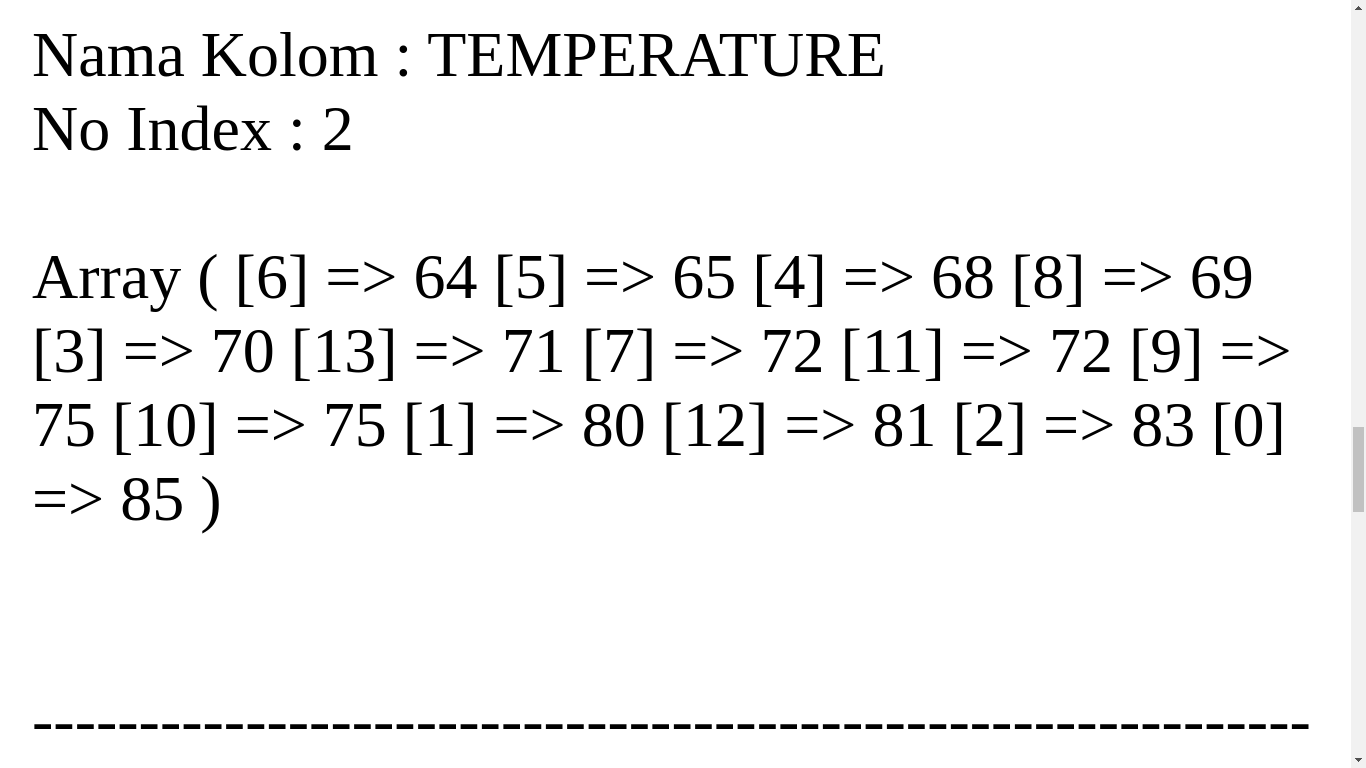 Nama Kolom : TEMPERATURE
No Index : 2
Array ( [6] => 64 [5] => 65 [4] => 68 [8] => 69
[3] => 70 [13] => 71 [7] => 72 [11] => 72 [9] =>
75 [10] => 75 [1] => 80 [12] => 81 [2] => 83 [0]
=> 85 )
------------------------------------------------------------